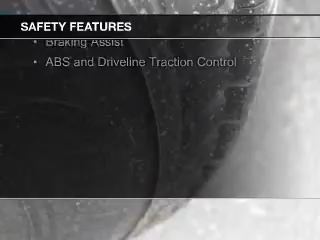 SAFETY FEATURES
• Braking Assist
• ABS and Driveline Traction Control